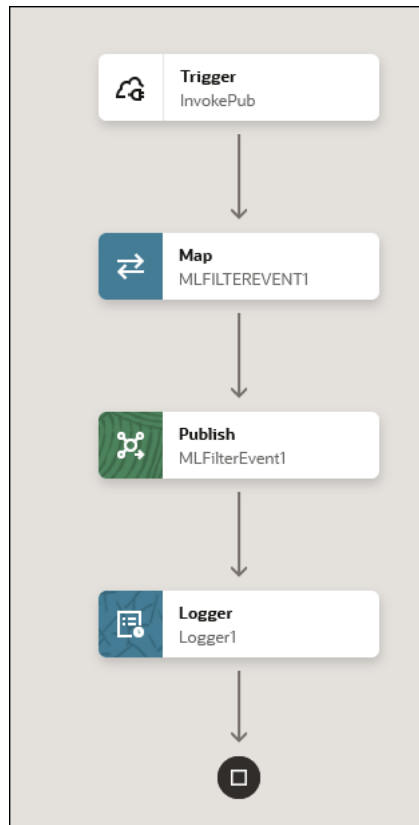 Trigger
InvokePub
Map
MLFILTEREVENT1
Publish
MLFilterEvent1
Logger
Logger1